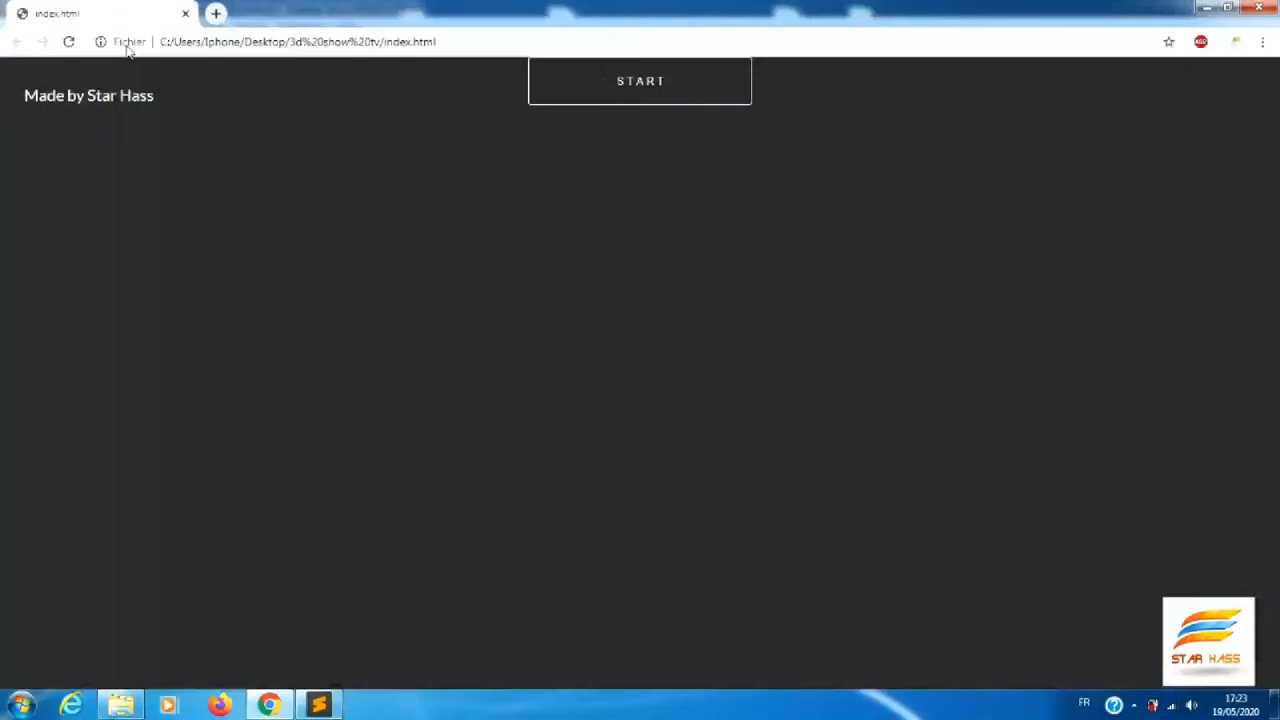 index.html
Fichier
C:/Users/Iphone/Desktop/3d%20show%20tv/index.html
ABP
START
Made by Star Hass
STAR HASS
FR
17:23
19/05/2020